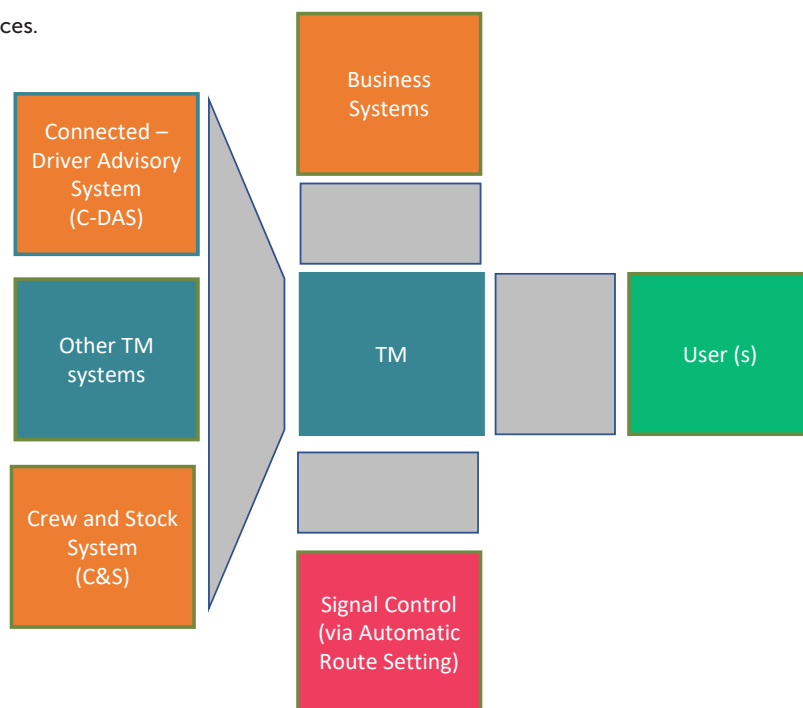 ces.
Business
Systems
Connected –
Driver Advisory
System
(C-DAS)
Other TM
systems
TM
User (s)
Crew and Stock
System
(C&S)
Signal Control
(via Automatic
Route Setting)